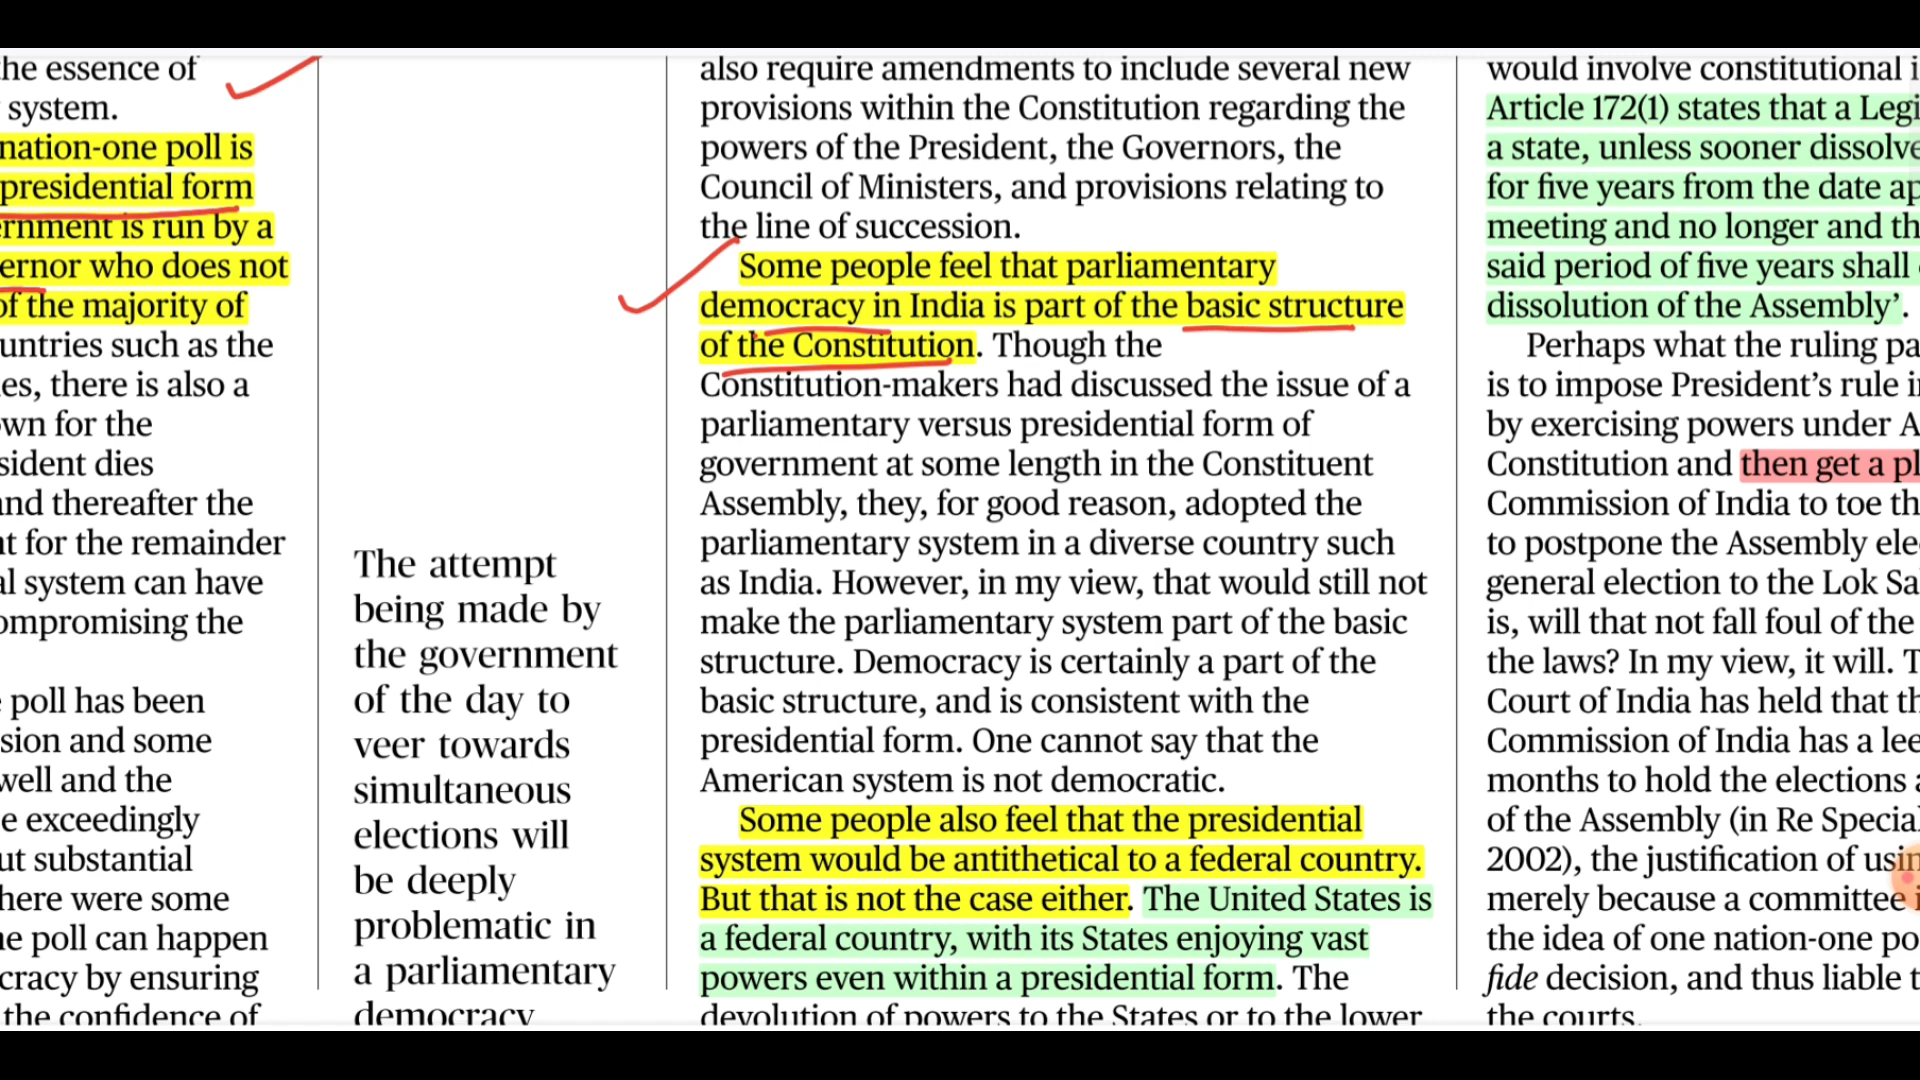 he essence of
system.
nation-one poll is
presidential form
ernment is run by a
ernor who does not
of the majority of
untries such as the
es, there is also a
wn for the
sident dies
and thereafter the
t for the remainder
al system can have
ompromising the
poll has been
sion and some
well and the
e exceedingly
ut substantial
here were some
e poll can happen
cracy by ensuring
the confidence of
The attempt
being made by
the government
of the day to
veer towards
simultaneous
elections will
be deeply
problematic in
a parliamentary
democracy
also require amendments to include several new
provisions within the Constitution regarding the
powers of the President, the Governors, the
Council of Ministers, and provisions relating to
the line of succession.
Some people feel that parliamentary
democracy in India is part of the basic structure
of the Constitution. Though the
Constitution-makers had discussed the issue of a
parliamentary versus presidential form of
government at some length in the Constituent
Assembly, they, for good reason, adopted the
parliamentary system in a diverse country such
as India. However, in my view, that would still not
make the parliamentary system part of the basic
structure. Democracy is certainly a part of the
basic structure, and is consistent with the
presidential form. One cannot say that the
American system is not democratic.
Some people also feel that the presidential
system would be antithetical to a federal country.
But that is not the case either. The United States is
a federal country, with its States enjoying vast
powers even within a presidential form. The
devolution of powers to the States or to the lower
would involve constitutional i
Article 172(1) states that a Legi
a state, unless sooner dissolve
for five years from the date ap
meeting and no longer and th
said period of five years shall
dissolution of the Assembly’.
Perhaps what the ruling pa
is to impose President’s rule i
by exercising powers under A
Constitution and then get a pl
Commission of India to toe th
to postpone the Assembly ele
general election to the Lok Sa
is, will that not fall foul of the
the laws? In my view, it will. T
Court of India has held that th
Commission of India has a lee
months to hold the elections a
of the Assembly (in Re Specia
2002), the justification of usin
merely because a committee i
the idea of one nation-one po
fide decision, and thus liable t
the courts.